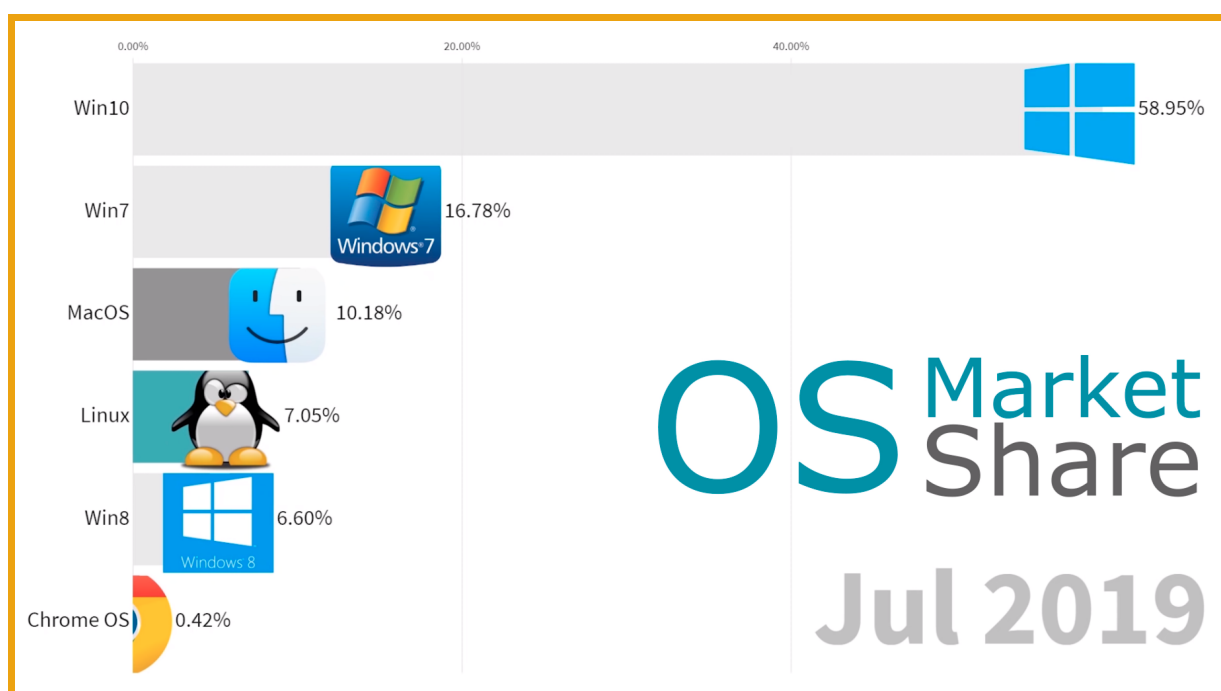 0.00% 20.00% 40.00%
Win10 58.95%
Win7 Windows 7 16.78%
MacOS 10.18%
Linux 7.05%
Win8 Windows 8 6.60%
Chrome OS 0.42%
OS Market
Share
Jul 2019